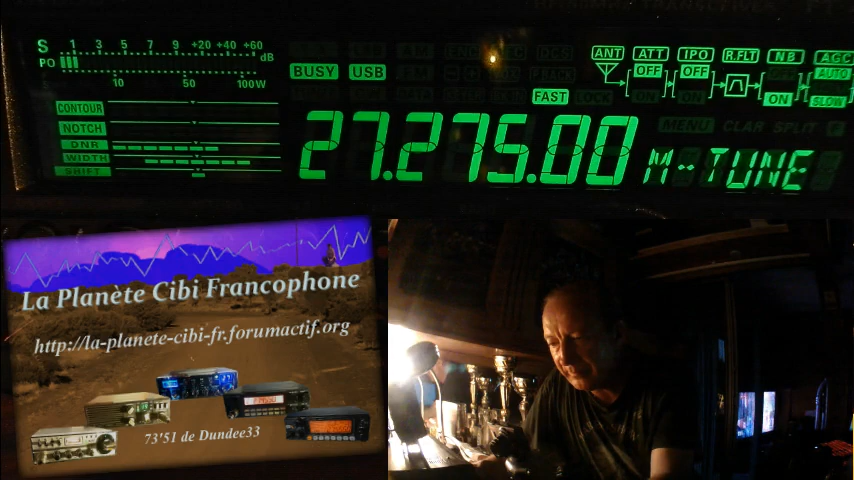 S 1 3 5 7 9 +20 +40 +60 dB
PO
10 50 100W
BUSY USB
FAST LOCK
ANT ATT IPO R.FLT NB AGC
OFF OFF OFF AUTO
ON ON ON SLOW
CONTOUR
NOTCH
DNR
WIDTH
SHIFT
MENU CLAR SPLIT
27.275.00 M-TUNE
La Planète Cibi Francophone
http://la-planete-cibi-fr.forumactif.org
73'51 de Dundee33